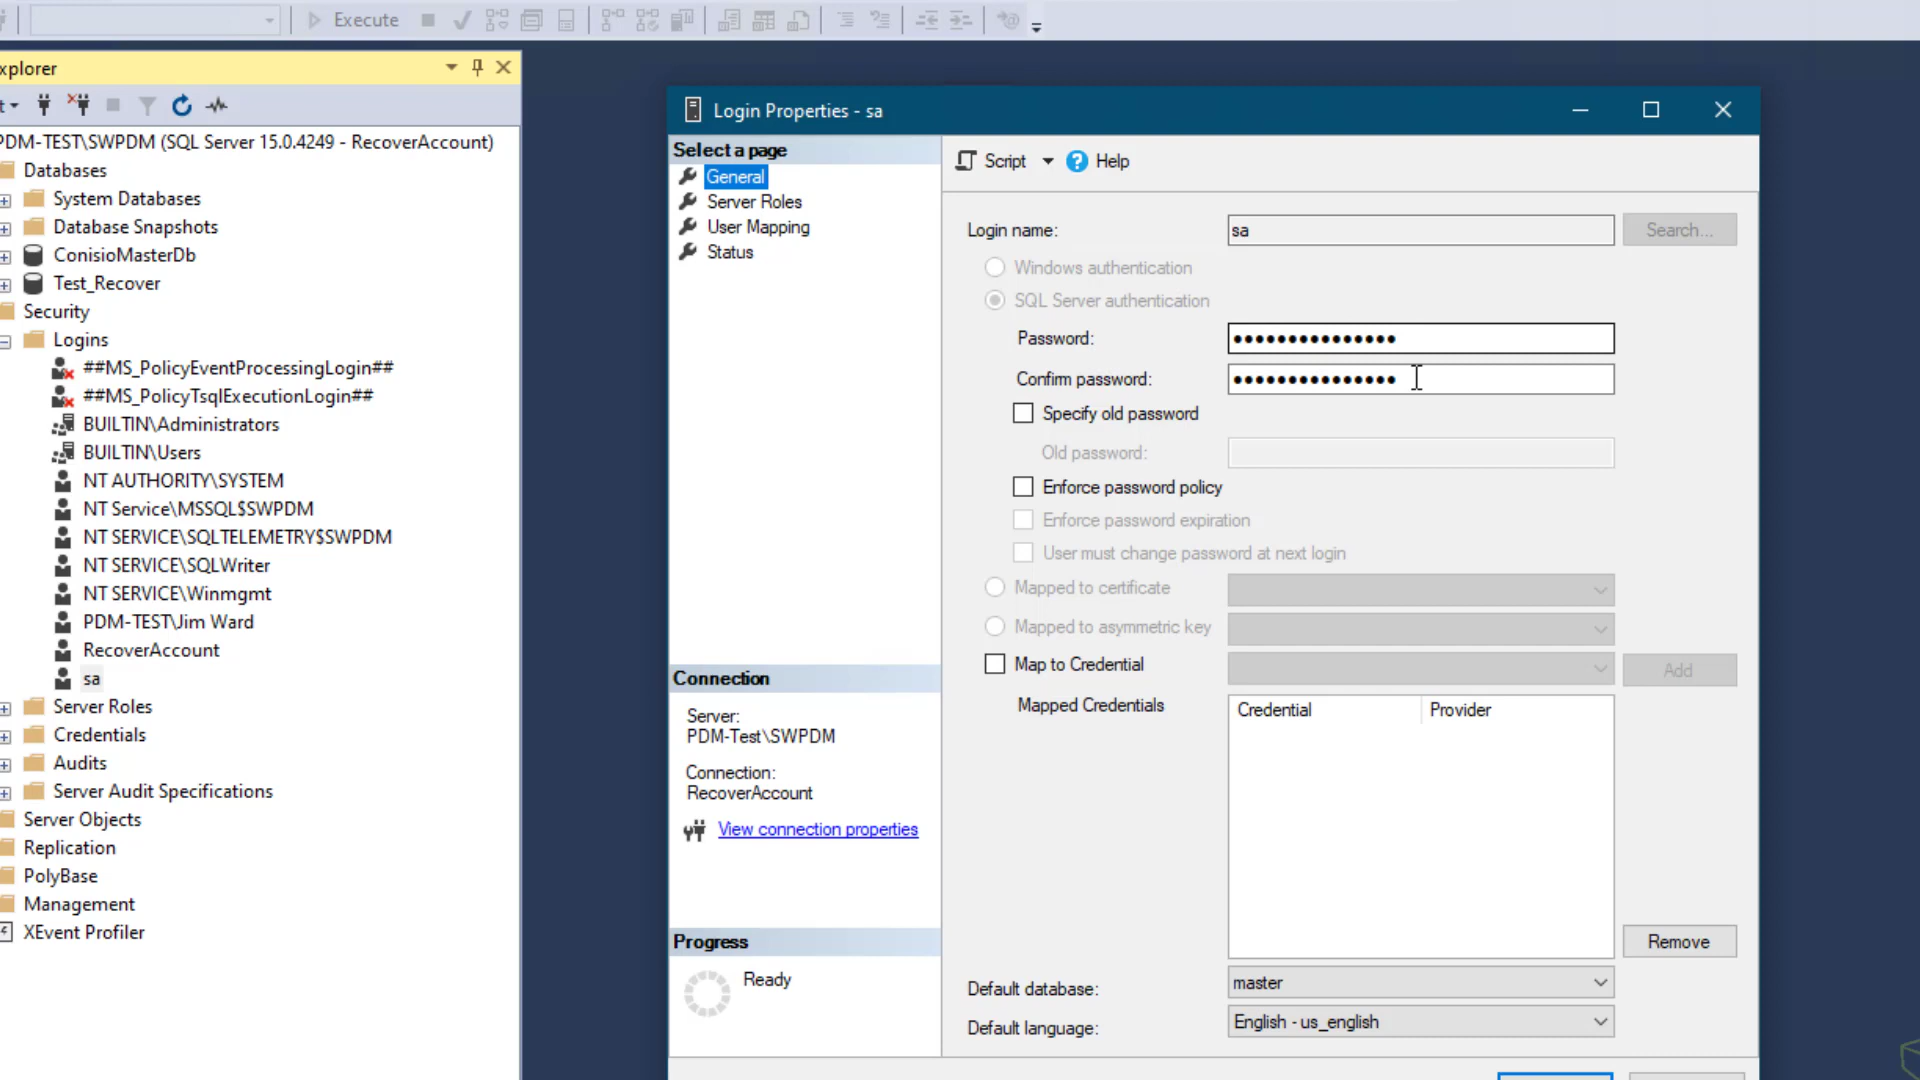 Execute
xplorer
t
PDM-TEST\SWPDM (SQL Server 15.0.4249 - RecoverAccount)
Databases
System Databases
Database Snapshots
ConisioMasterDb
Test_Recover
Security
Logins
##MS_PolicyEventProcessingLogin##
##MS_PolicyTsqlExecutionLogin##
BUILTIN\Administrators
BUILTIN\Users
NT AUTHORITY\SYSTEM
NT Service\MSSQL$SWPDM
NT SERVICE\SQLTELEMETRY$SWPDM
NT SERVICE\SQLWriter
NT SERVICE\Winmgmt
PDM-TEST\Jim Ward
RecoverAccount
sa
Server Roles
Credentials
Audits
Server Audit Specifications
Server Objects
Replication
PolyBase
Management
XEvent Profiler
Login Properties - sa
Select a page
General
Server Roles
User Mapping
Status
Connection
Server:
PDM-Test\SWPDM
Connection:
RecoverAccount
View connection properties
Progress
Ready
Script Help
Login name: sa Search...
Windows authentication
SQL Server authentication
Password: •••••••••••••••
Confirm password: •••••••••••••••
Specify old password
Old password:
Enforce password policy
Enforce password expiration
User must change password at next login
Mapped to certificate
Mapped to asymmetric key
Map to Credential Add
Mapped Credentials Credential Provider
Remove
Default database: master
Default language: English - us_english